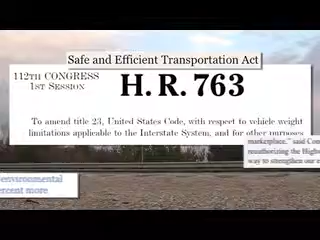 Safe and Efficient Transportation Act
112TH CONGRESS
1ST SESSION
H. R. 763
To amend title 23, United States Code, with respect to vehicle weight
limitations applicable to the Interstate System, and for other purposes
marketplace," said
reauthorizing the
way to strengthen our
environmental
ercent more